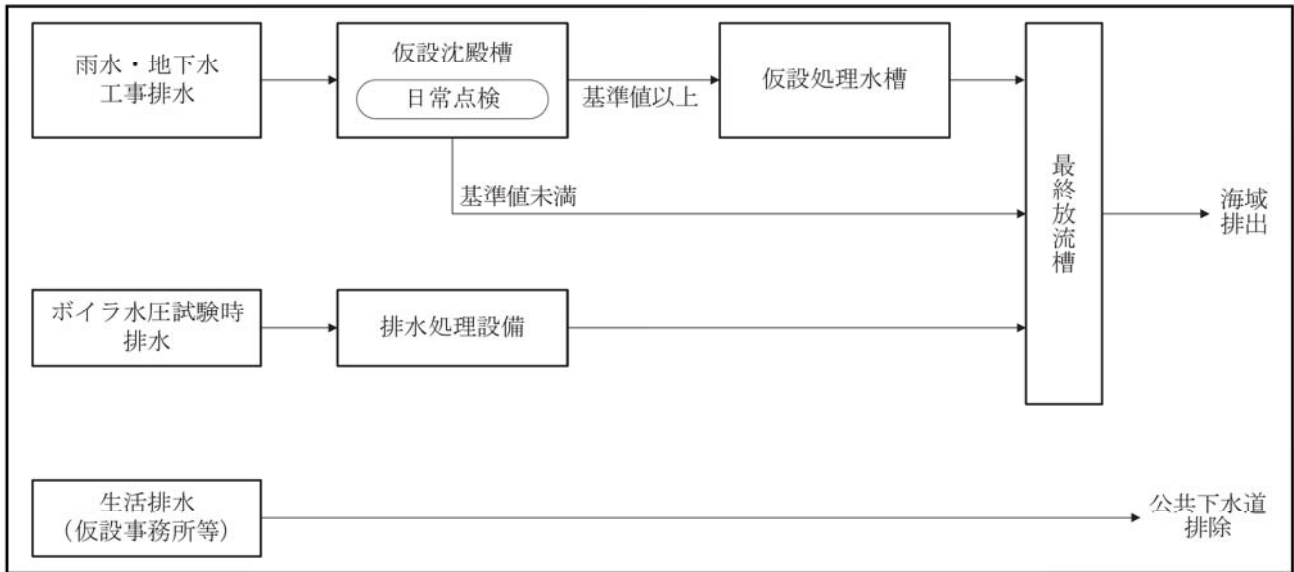 雨水・地下水
工事排水
仮設沈殿槽
日常点検
基準値以上
仮設処理水槽
基準値未満
最終放流槽
海域
排出
ボイラ水圧試験時
排水
排水処理設備
生活排水
（仮設事務所等）
公共下水道
排除